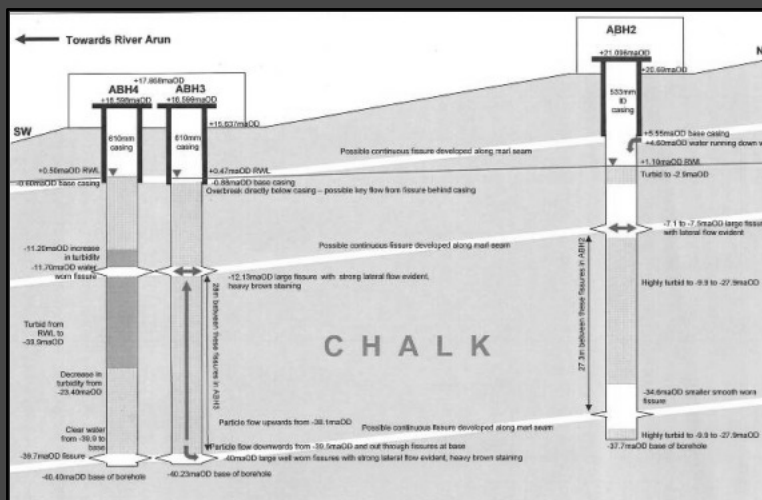 Towards River Arun
ABH2
+21.096maOD
N
+17.868maOD
ABH4
ABH3
+16.599maOD
+20.69maOD
533mm
ID
casing
SW
+15.637maOD
610mm
casing
610mm
casing
+5.55maOD base casing
+4.60maOD water running down
Possible continuous fissure developed along marl seam
+0.56maOD RWL
+0.47maOD RWL
+1.10maOD RWL
-0.60maOD base casing
-0.88maOD base casing
Overbreak directly below casing – possible key flow from fissure behind casing
Turbid to -2.9maOD
-7.1 to -7.5maOD large
with lateral flow evident
-11.20maOD increase
in turbidity
Possible continuous fissure developed along marl seam
-11.70maOD water
worn fissure
-12.13maOD large fissure with strong lateral flow evident,
heavy brown staining
Highly turbid to -9.9 to -27.9maOD
28m between these fissures in ABH3
27.3m between these fissures in ABH2
Turbid from
RWL to
-33.9maOD
CHALK
Decrease in
turbidity from
-23.40maOD
-34.6maOD smaller smooth worn
fissure
Particle flow upwards from -38.1maOD
Possible continuous fissure developed along marl seam
Clear water
from -39.9 to
base
Particle flow downwards from -39.5maOD and out through fissures at base
Highly turbid to -9.9 to -27.9maOD
-37.7maOD base of borehole
-39.7maOD fissure
-40maOD large well worn fissures with strong lateral flow evident, heavy brown staining
-40.40maOD base of borehole
-40.23maOD base of borehole